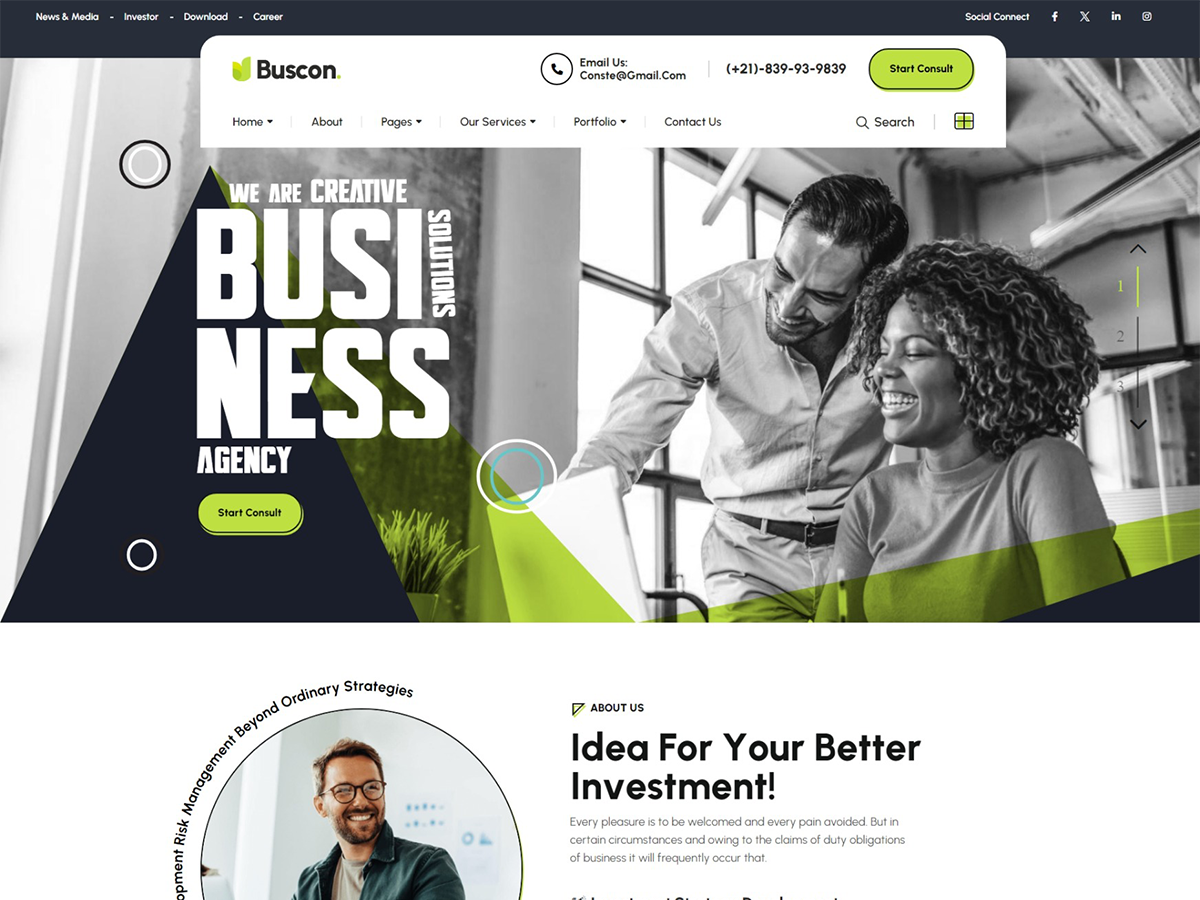 News & Media - Investor - Download - Career
Social Connect
Buscon.
Email Us:
Conste@Gmail.Com
(+21)-839-93-9839
Start Consult
Home
About
Pages
Our Services
Portfolio
Contact Us
Search
WE ARE CREATIVE
BUSI
SOLUTIONS
NESS
AGENCY
Start Consult
1
2
3
Risk Management Beyond Ordinary Strategies
ABOUT US
Idea For Your Better
Investment!
Every pleasure is to be welcomed and every pain avoided. But in
certain circumstances and owing to the claims of duty obligations
of business it will frequently occur that.